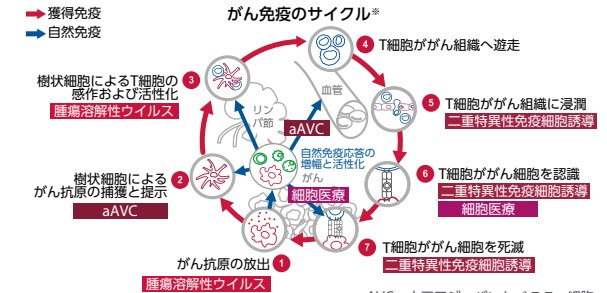 獲得免疫
自然免疫
がん免疫のサイクル※
4 T細胞ががん組織へ遊走
3 樹状細胞によるT細胞の
感作および活性化
腫瘍溶解性ウイルス
リン
パ節
血管
5 T細胞ががん組織に浸潤
二重特異性免疫細胞誘導
aAVC
自然免疫応答の
増幅と活性化
がん
細胞医療
2 樹状細胞による
がん抗原の捕獲と提示
aAVC
6 T細胞ががん細胞を認識
二重特異性免疫細胞誘導
細胞医療
7 T細胞ががん細胞を死滅
二重特異性免疫細胞誘導
がん抗原の放出 1
腫瘍溶解性ウイルス